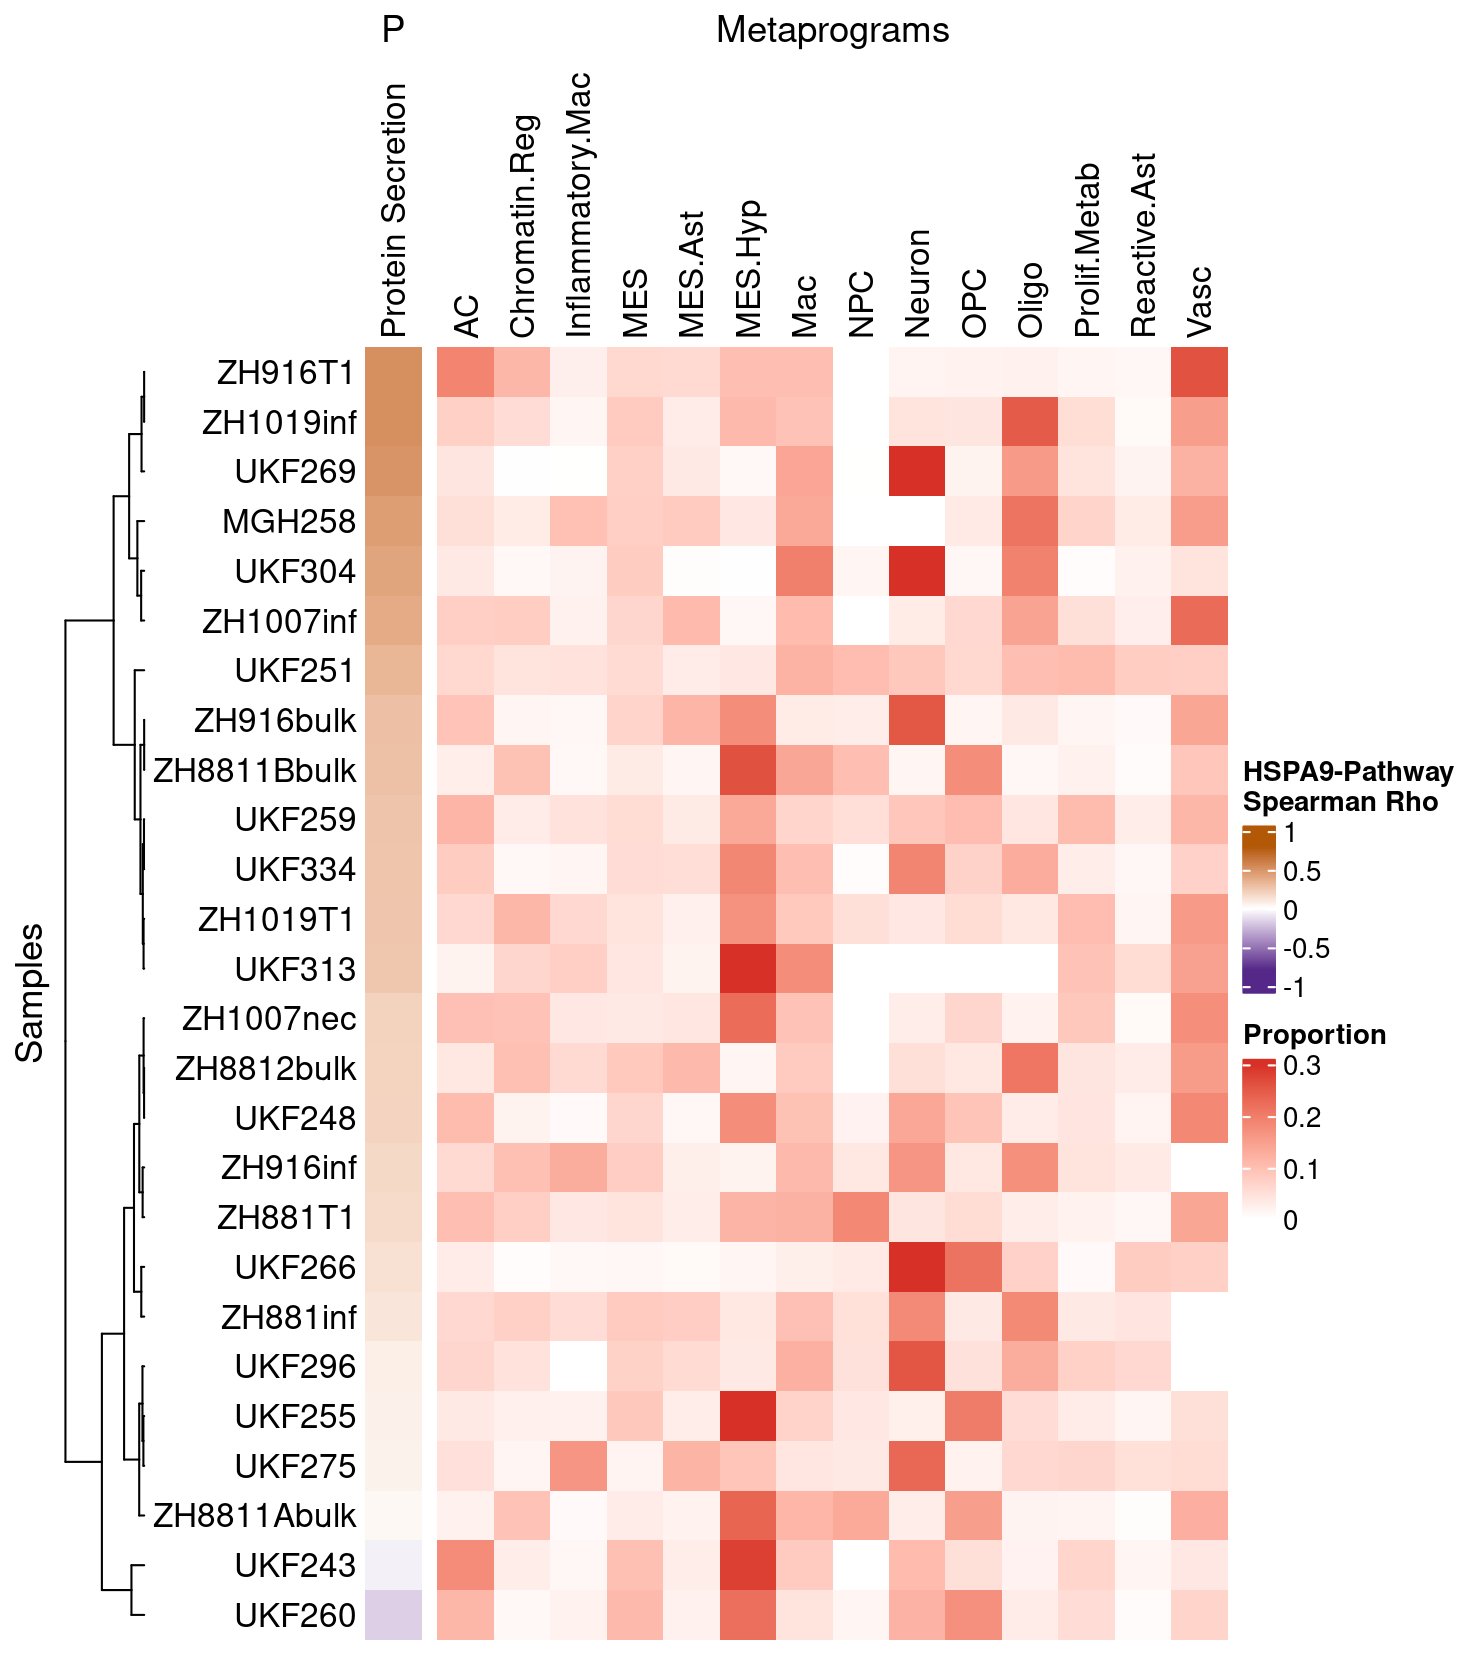 P
Metaprograms
Protein Secretion
AC
Chromatin.Reg
Inflammatory.Mac
MES
MES.Ast
MES.Hyp
Mac
NPC
Neuron
OPC
Oligo
Prolif.Metab
Reactive.Ast
Vasc
Samples
ZH916T1
ZH1019inf
UKF269
MGH258
UKF304
ZH1007inf
UKF251
ZH916bulk
ZH8811Bbulk
UKF259
UKF334
ZH1019T1
UKF313
ZH1007nec
ZH8812bulk
UKF248
ZH916inf
ZH881T1
UKF266
ZH881inf
UKF296
UKF255
UKF275
ZH8811Abulk
UKF243
UKF260
HSPA9-Pathway
Spearman Rho
1
0.5
0
-0.5
-1
Proportion
0.3
0.2
0.1
0